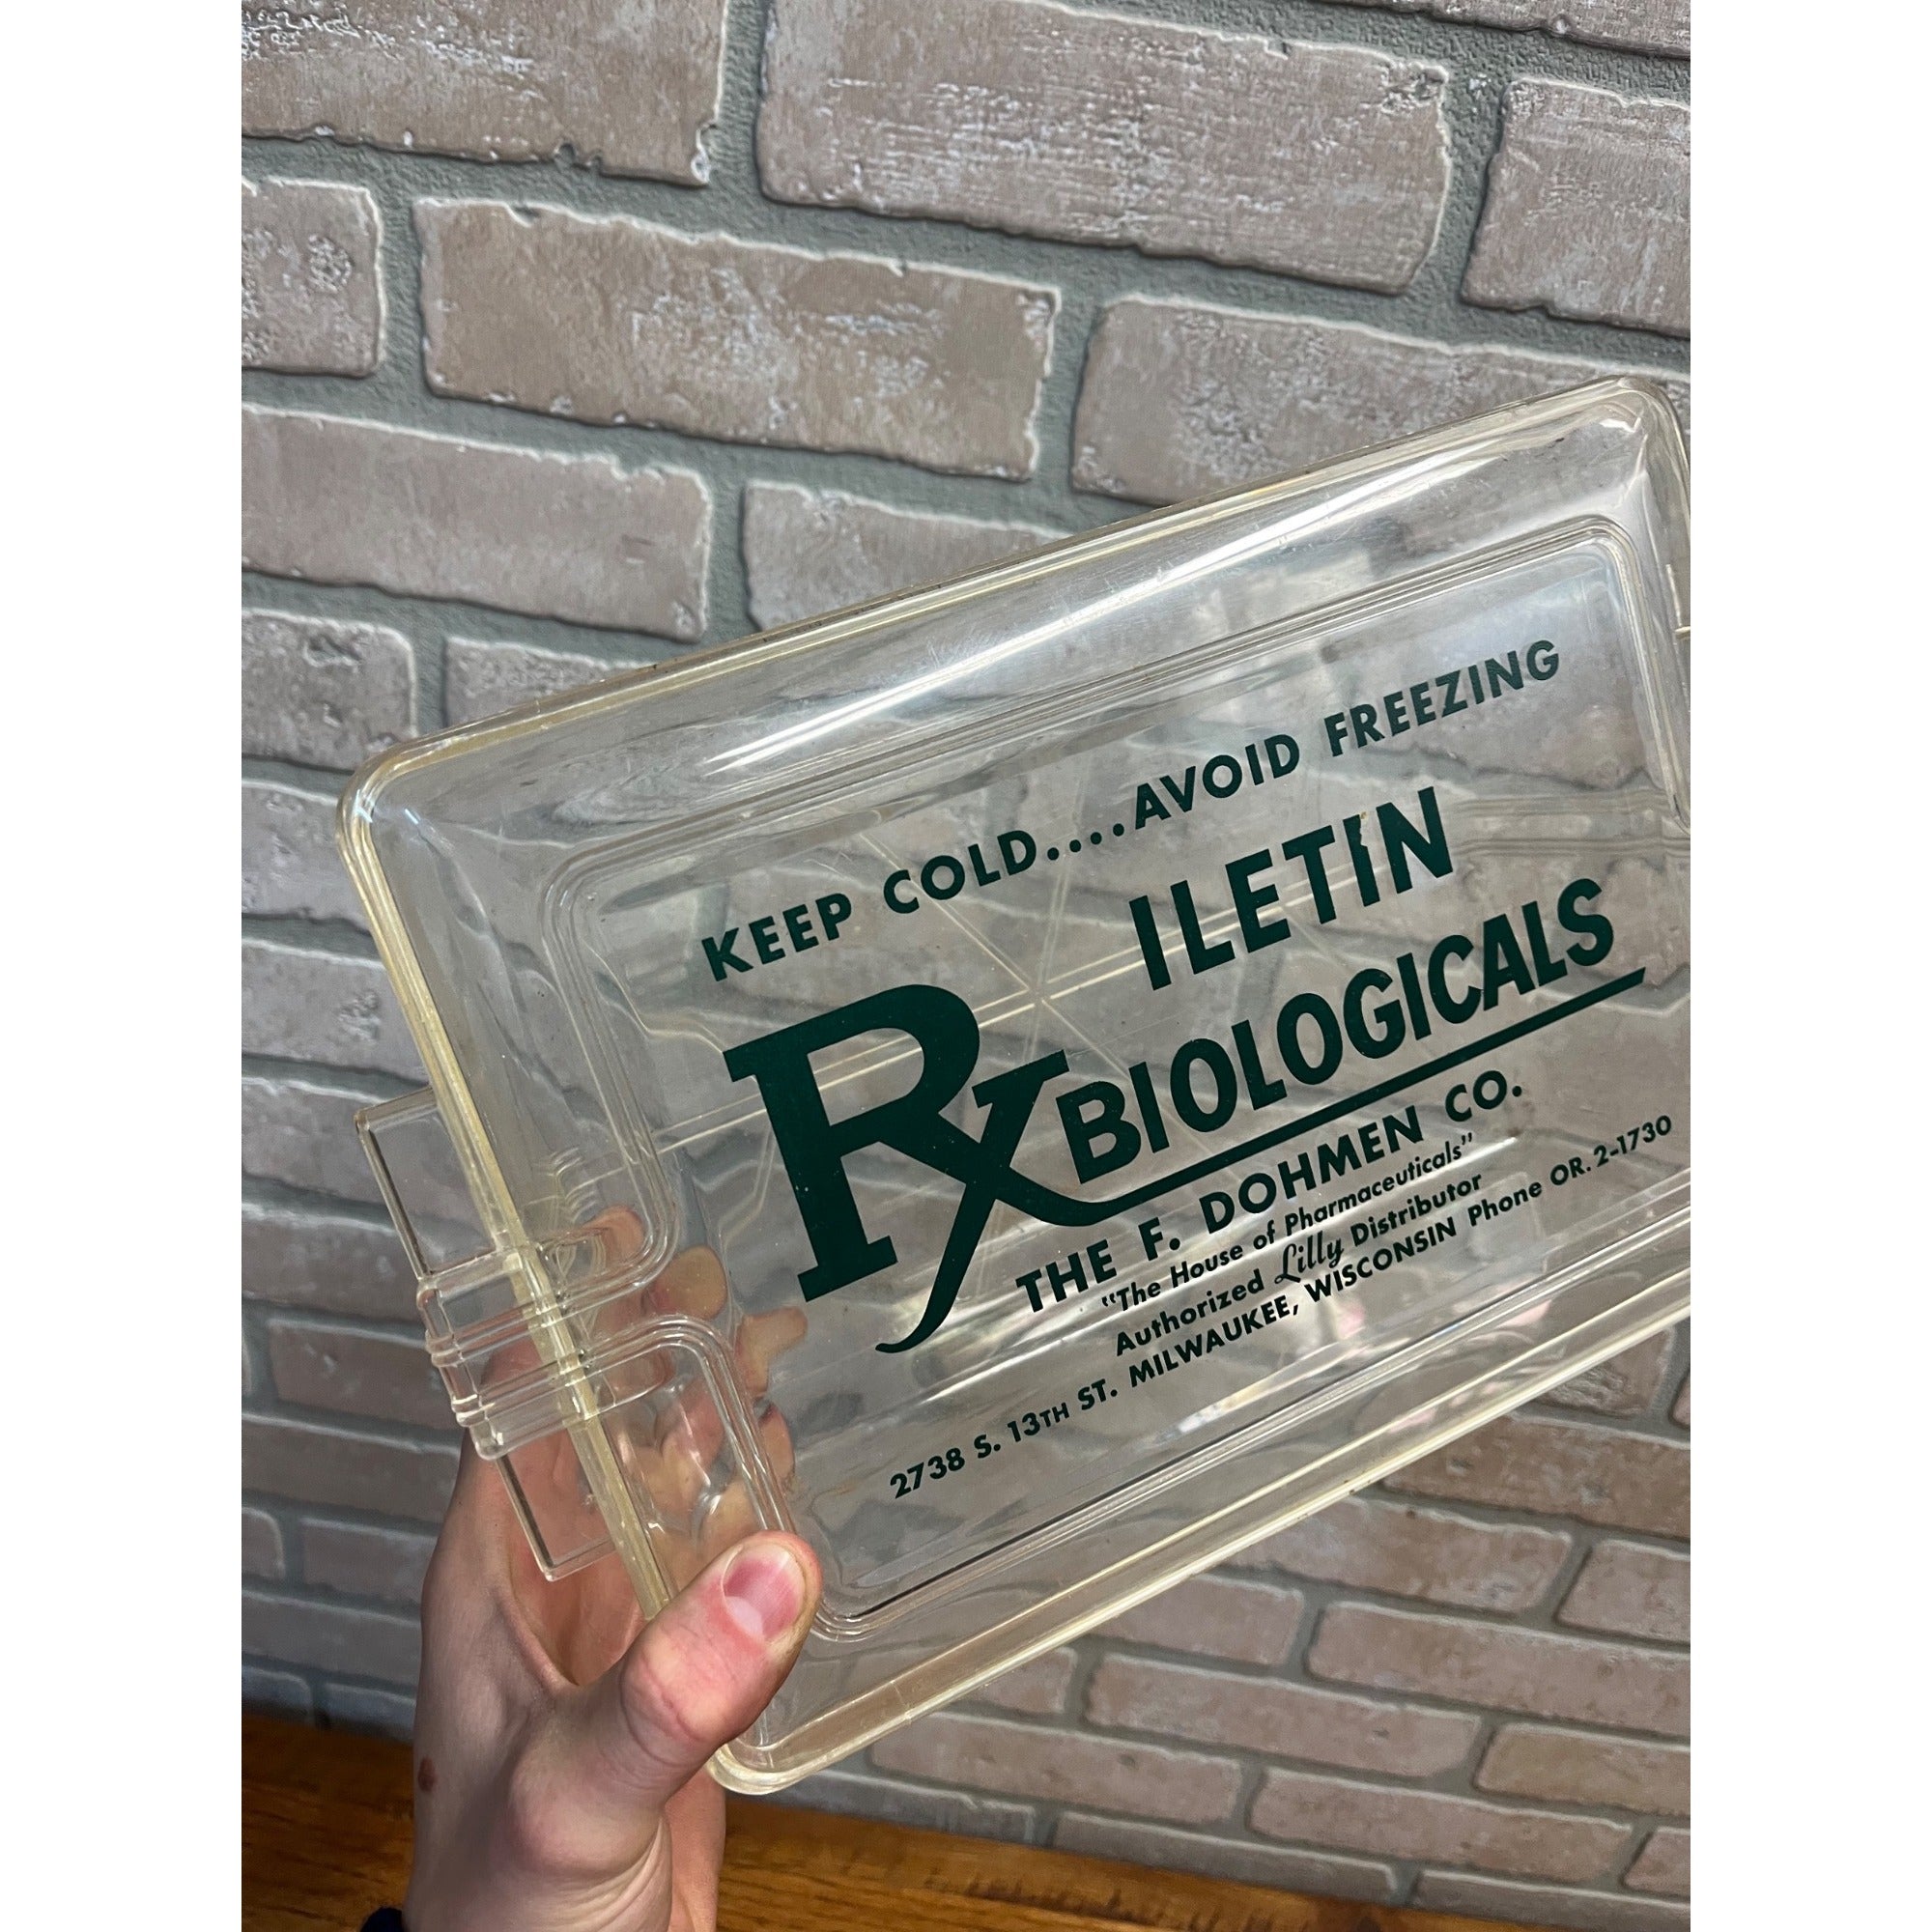 KEEP COLD....AVOID FREEZING
ILETIN
Rx BIOLOGICALS
THE F. DOHMEN CO.
"The House of Pharmaceuticals"
Authorized Lilly Distributor
2738 S. 13TH ST. MILWAUKEE, WISCONSIN Phone OR. 2-1730